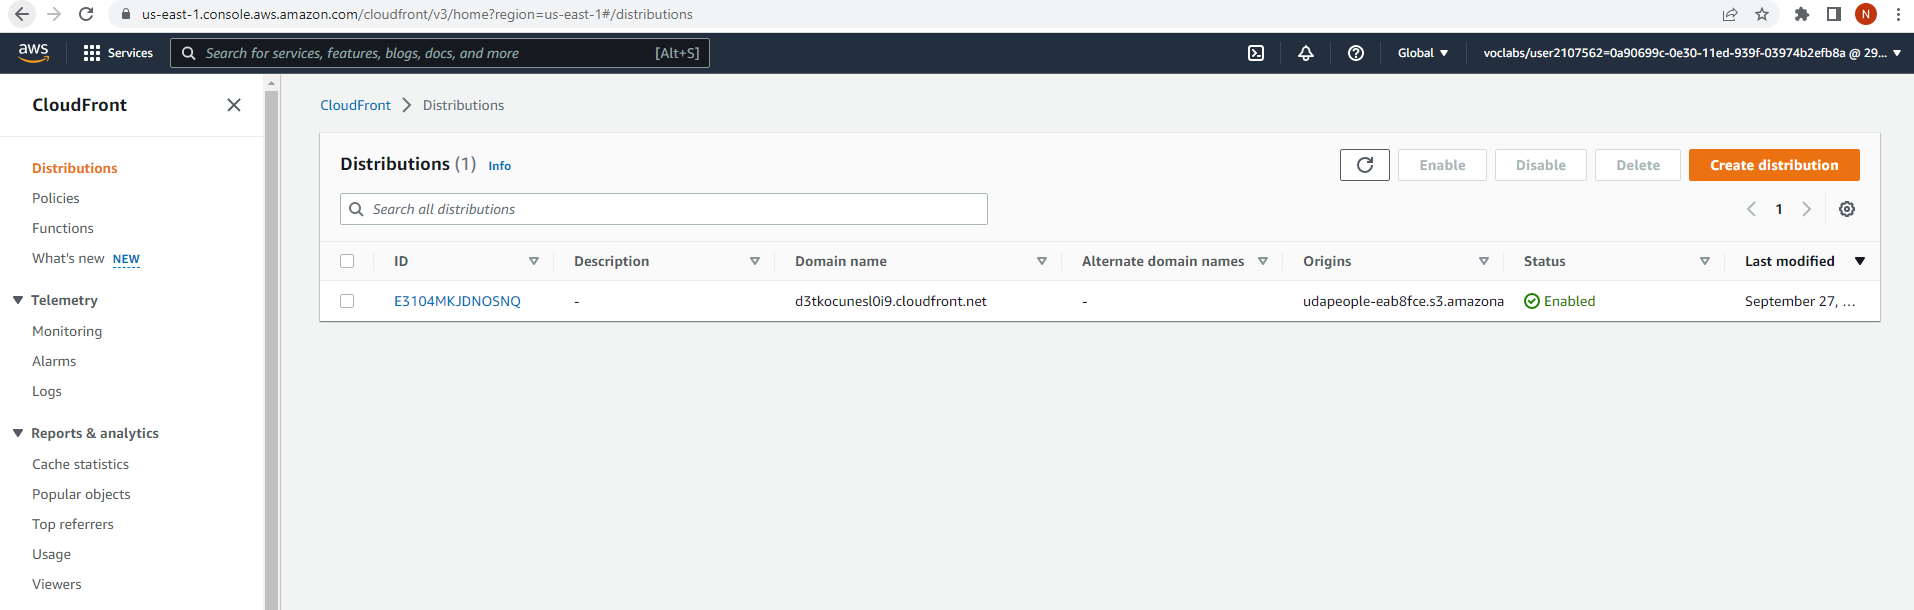 us-east-1.console.aws.amazon.com/cloudfront/v3/home?region=us-east-1#/distributions
N
aws
Services
Search for services, features, blogs, docs, and more [Alt+S]
Global
voclabs/user2107562=0a90699c-0e30-11ed-939f-03974b2efb8a @ 29...
CloudFront
Distributions
Policies
Functions
What's new NEW
Telemetry
Monitoring
Alarms
Logs
Reports & analytics
Cache statistics
Popular objects
Top referrers
Usage
Viewers
CloudFront > Distributions
Distributions (1) Info
Enable Disable Delete Create distribution
Search all distributions
1
ID Description Domain name Alternate domain names Origins Status Last modified
E3104MKJDNOSNQ - d3tkocunesl0i9.cloudfront.net - udapeople-eab8fce.s3.amazona Enabled September 27, ...